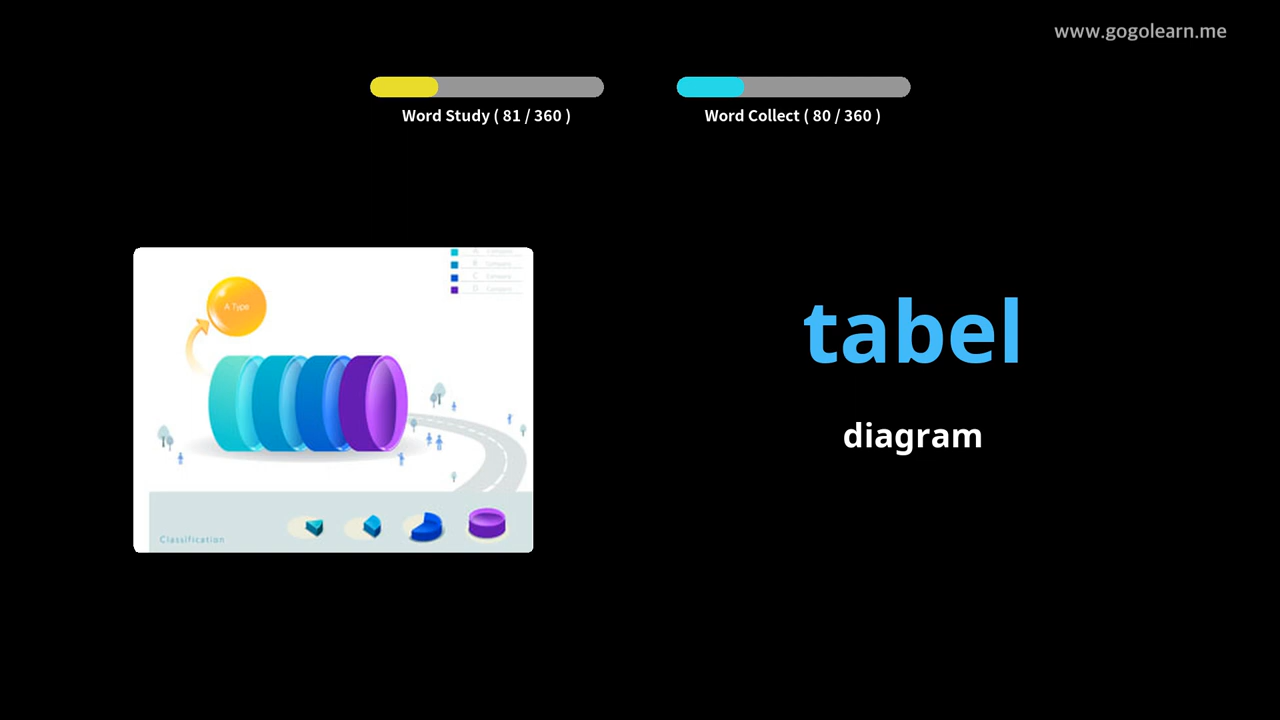 www.gogolearn.me
Word Study ( 81 / 360 )
Word Collect ( 80 / 360 )
A Type
B
C
tabel
diagram
Classification